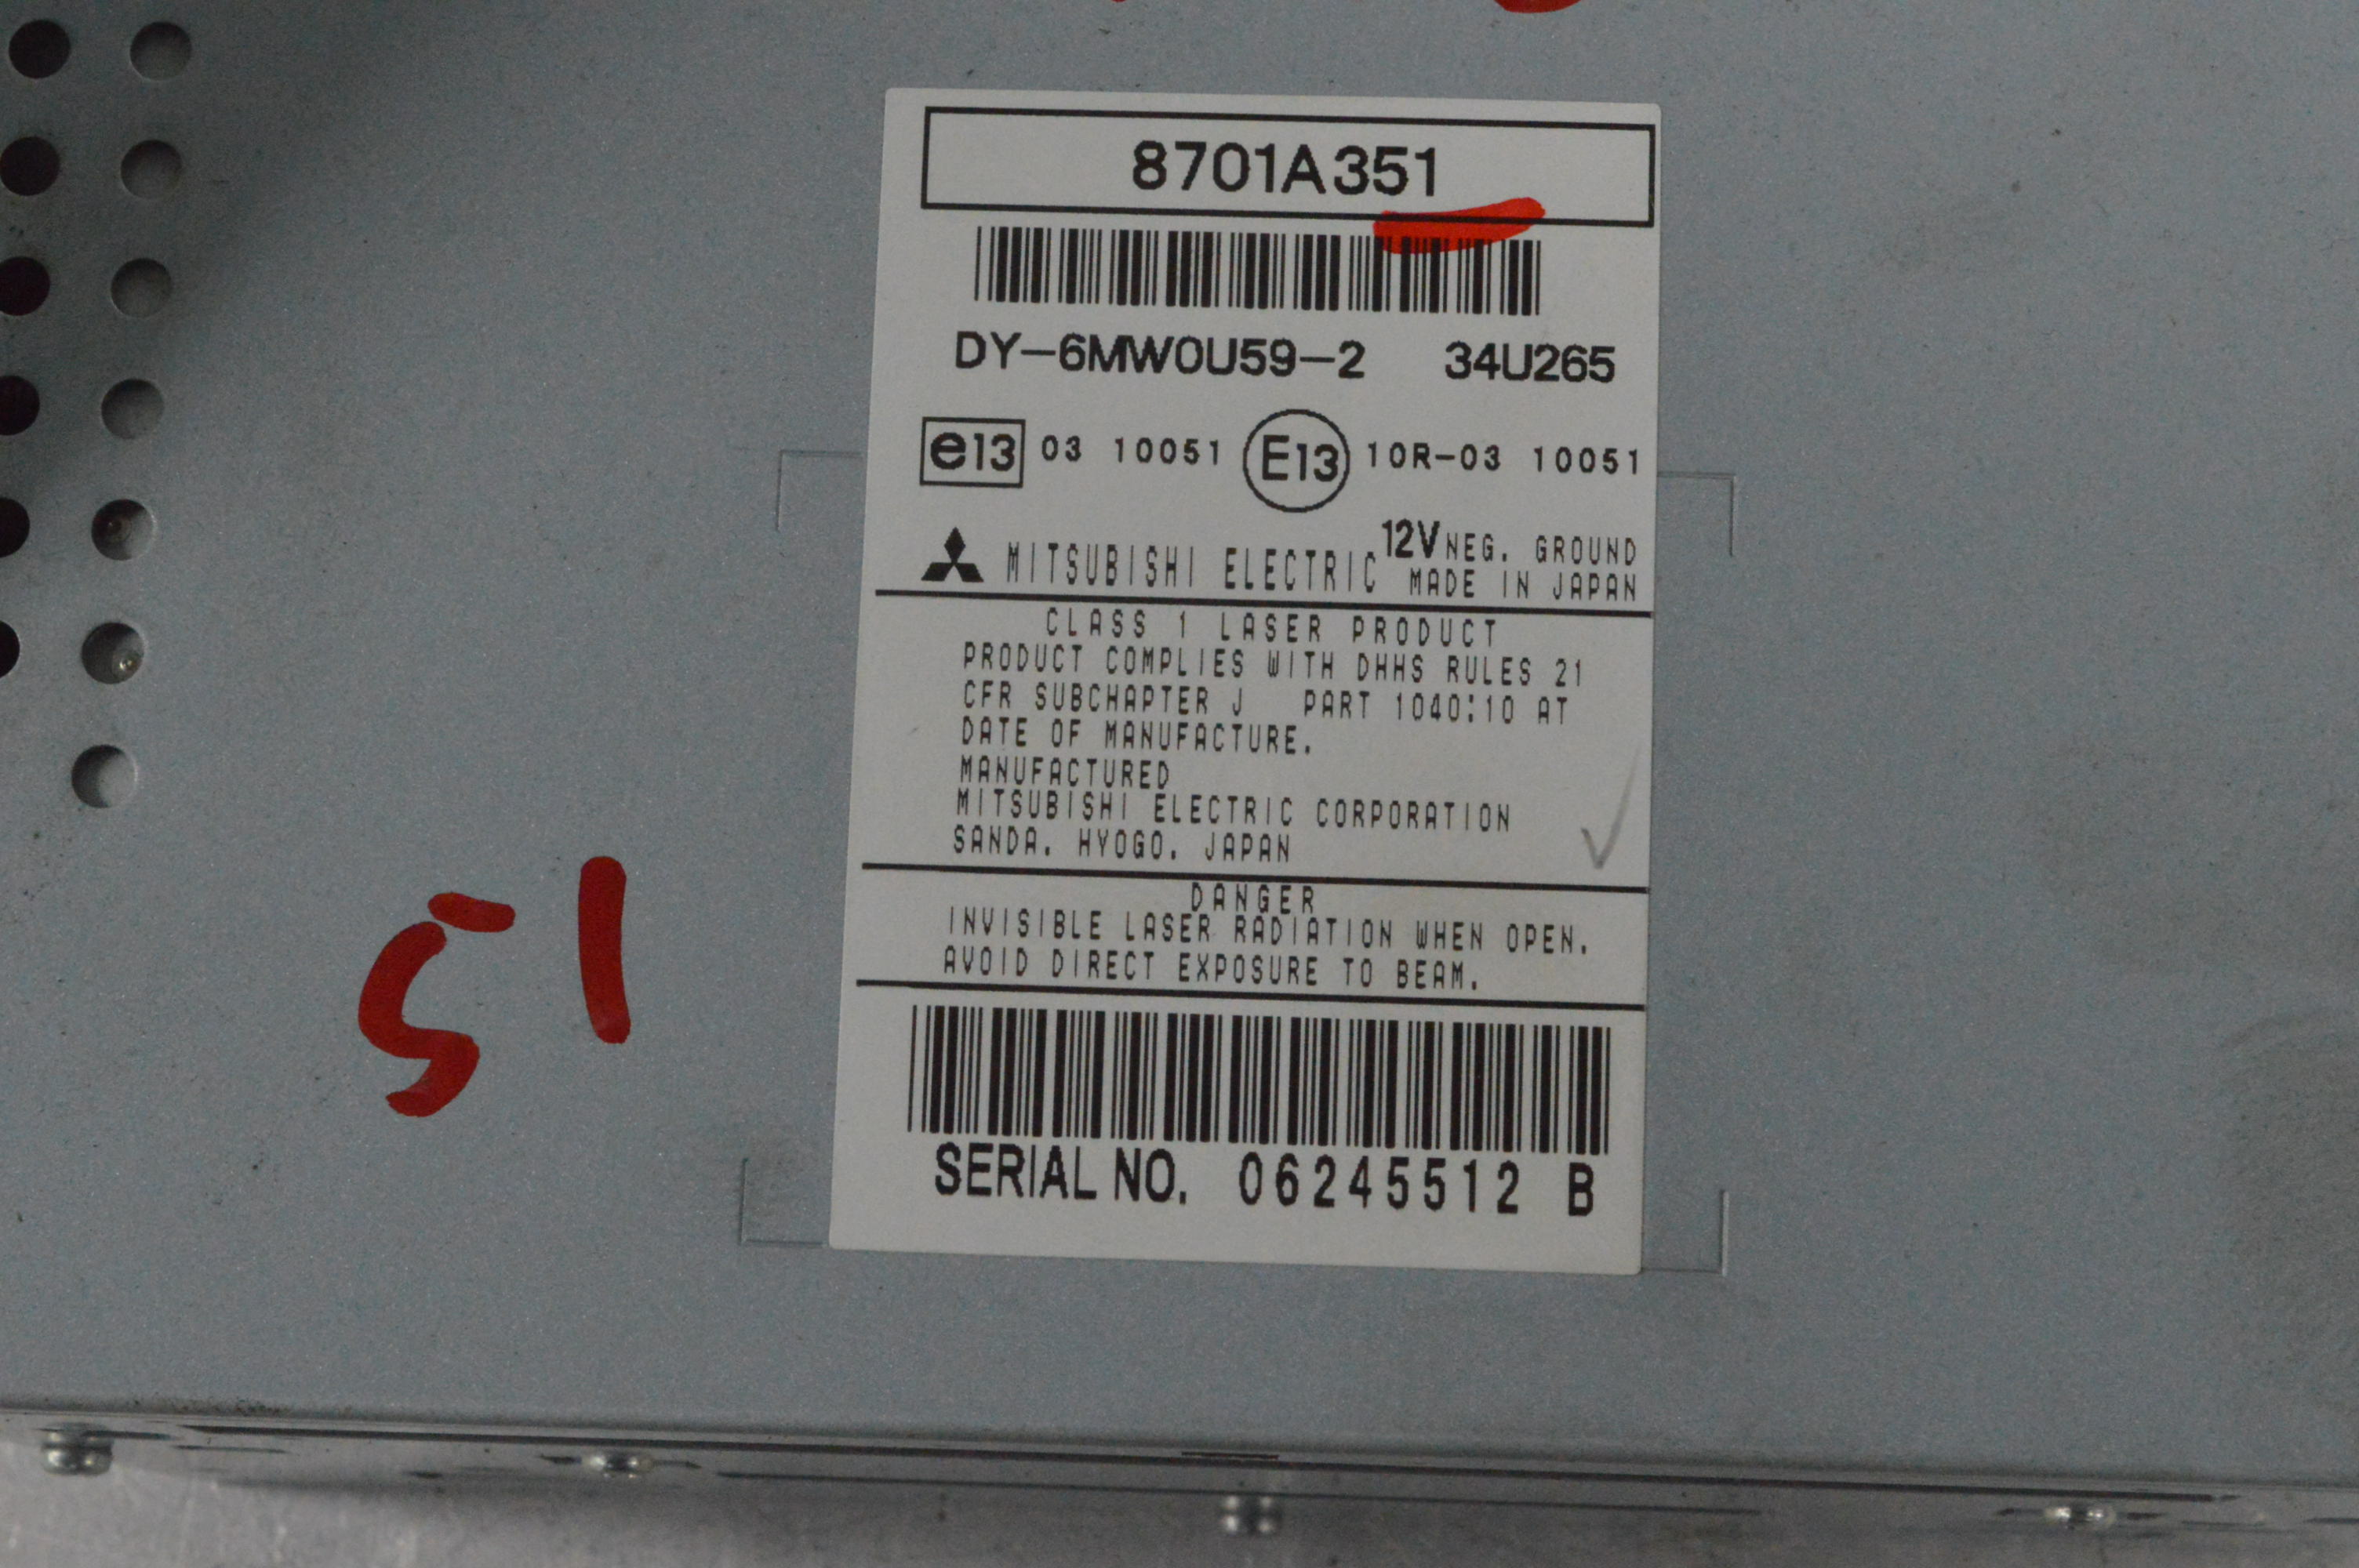 8701A351
DY-6MW0U59-2 34U265
e13 03 10051 E13 10R-03 10051
MITSUBISHI ELECTRIC 12V NEG. GROUND
MADE IN JAPAN
CLASS 1 LASER PRODUCT
PRODUCT COMPLIES WITH DHHS RULES 21
CFR SUBCHAPTER J PART 1040:10 AT
DATE OF MANUFACTURE.
MANUFACTURED
MITSUBISHI ELECTRIC CORPORATION
SANDA. HYOGO. JAPAN
51
DANGER
INVISIBLE LASER RADIATION WHEN OPEN.
AVOID DIRECT EXPOSURE TO BEAM.
SERIAL NO. 06245512 B